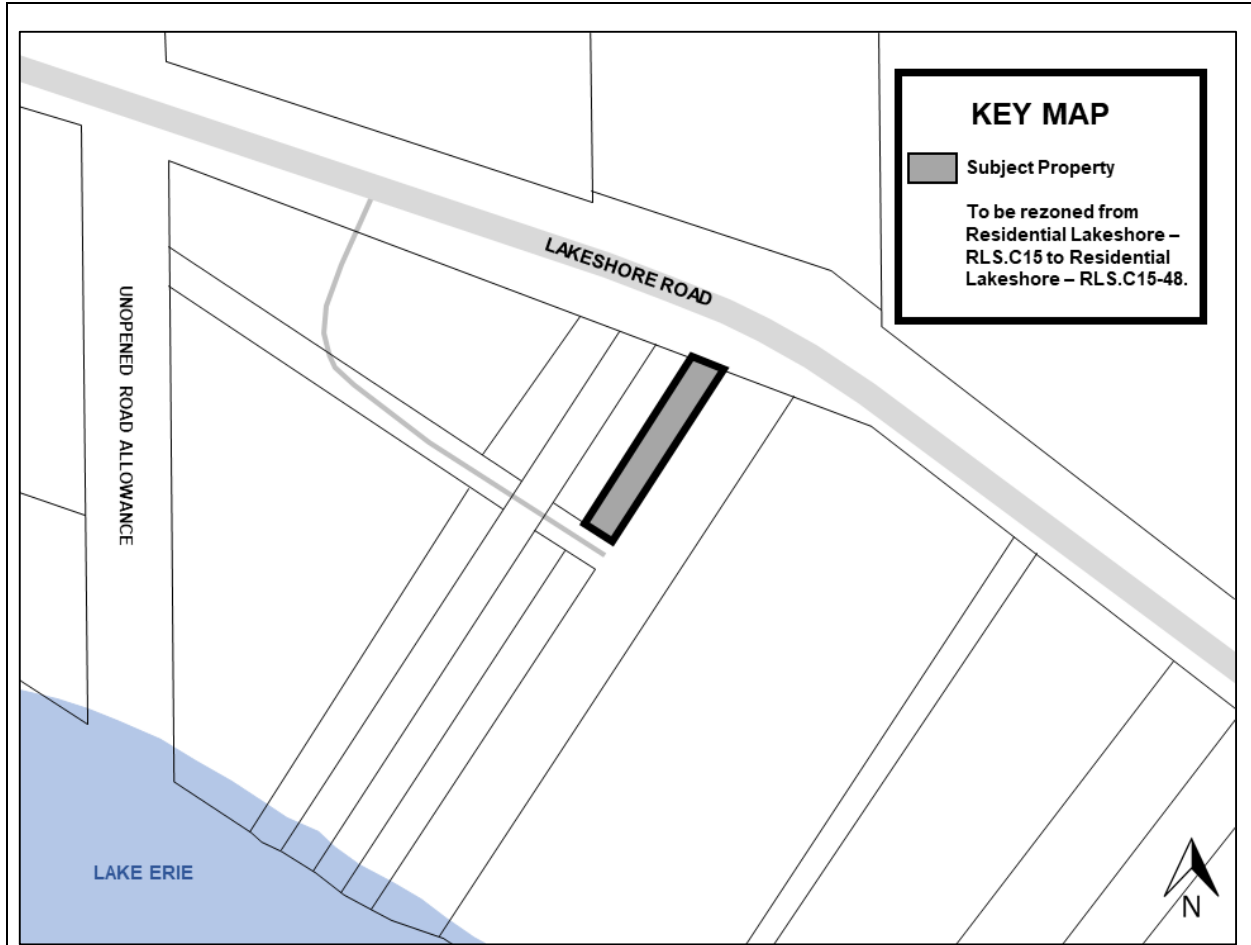 KEY MAP
Subject Property
To be rezoned from
Residential Lakeshore –
RLS.C15 to Residential
Lakeshore – RLS.C15-48.
LAKESHORE ROAD
UNOPENED ROAD ALLOWANCE
LAKE ERIE
N